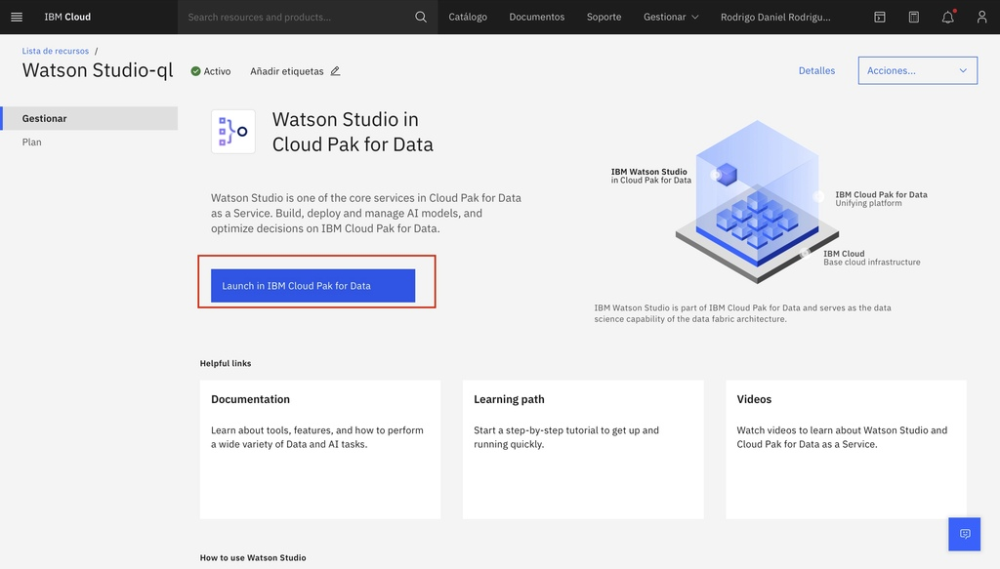 IBM Cloud
Search resources and products...
Catálogo
Documentos
Soporte
Gestionar
Rodrigo Daniel Rodrigu...
Lista de recursos /
Watson Studio-ql
Activo
Añadir etiquetas
Detalles
Acciones...
Gestionar
Plan
Watson Studio in
Cloud Pak for Data
Watson Studio is one of the core services in Cloud Pak for Data
as a Service. Build, deploy and manage AI models, and
optimize decisions on IBM Cloud Pak for Data.
Launch in IBM Cloud Pak for Data
IBM Watson Studio
in Cloud Pak for Data
IBM Cloud Pak for Data
Unifying platform
IBM Cloud
Base cloud infrastructure
IBM Watson Studio is part of IBM Cloud Pak for Data and serves as the data
science capability of the data fabric architecture.
Helpful links
Documentation
Learn about tools, features, and how to perform
a wide variety of Data and AI tasks.
Learning path
Start a step-by-step tutorial to get up and
running quickly.
Videos
Watch videos to learn about Watson Studio and
Cloud Pak for Data as a Service.
How to use Watson Studio